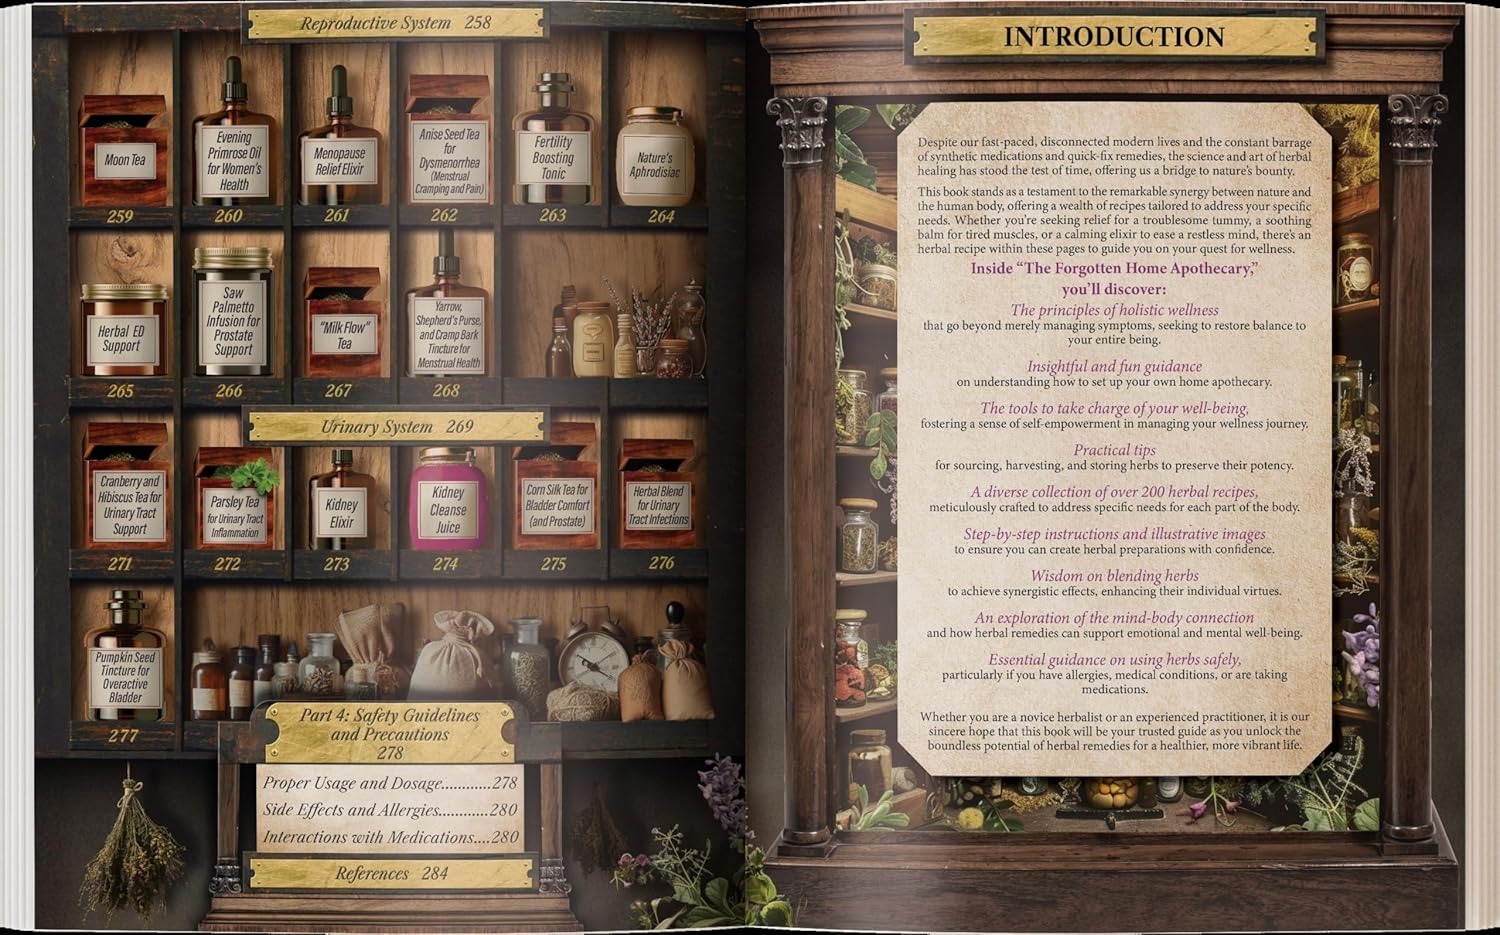 Reproductive System 258
Moon Tea
Evening
Primrose Oil
for Women's
Health
Menopause
Relief Elixir
Anise Seed Tea
for
Dysmenorrhea
(Menstrual
Cramping and Pain)
Fertility
Boosting
Tonic
Nature's
Aphrodisiac
259
260
261
262
263
264
Herbal ED
Support
Saw
Palmetto
Infusion for
Prostate
Support
"Milk Flow"
Tea
Yarrow,
Shepherd's Purse,
and Cramp Bark
Tincture for
Menstrual Health
265
266
267
268
Urinary System 269
Cranberry and
Hibiscus Tea for
Urinary Tract
Support
Parsley Tea
for Urinary Tract
Inflammation
Kidney
Elixir
Kidney
Cleanse
Juice
Corn Silk Tea for
Bladder Comfort
(and Prostate)
Herbal Blend
for Urinary
Tract Infections
271
272
273
274
275
276
Pumpkin Seed
Tincture for
Overactive
Bladder
277
Part 4: Safety Guidelines
and Precautions
278
Proper Usage and Dosage............278
Side Effects and Allergies............280
Interactions with Medications....280
References 284
INTRODUCTION
Despite our fast-paced, disconnected modern lives and the constant barrage
of synthetic medications and quick-fix remedies, the science and art of herbal
healing has stood the test of time, offering us a bridge to nature's bounty.
This book stands as a testament to the remarkable synergy between nature and
the human body, offering a wealth of recipes tailored to address your specific
needs. Whether you're seeking relief for a troublesome tummy, a soothing
balm for tired muscles, or a calming elixir to ease a restless mind, there's an
herbal recipe within these pages to guide you on your quest for wellness.
Inside “The Forgotten Home Apothecary,”
you'll discover:
The principles of holistic wellness
that go beyond merely managing symptoms, seeking to restore balance to
your entire being.
Insightful and fun guidance
on understanding how to set up your own home apothecary.
The tools to take charge of your well-being,
fostering a sense of self-empowerment in managing your wellness journey.
Practical tips
for sourcing, harvesting, and storing herbs to preserve their potency.
A diverse collection of over 200 herbal recipes,
meticulously crafted to address specific needs for each part of the body.
Step-by-step instructions and illustrative images
to ensure you can create herbal preparations with confidence.
Wisdom on blending herbs
to achieve synergistic effects, enhancing their individual virtues.
An exploration of the mind-body connection
and how herbal remedies can support emotional and mental well-being.
Essential guidance on using herbs safely,
particularly if you have allergies, medical conditions, or are taking
medications.
Whether you are a novice herbalist or an experienced practitioner, it is our
sincere hope that this book will be your trusted guide as you unlock the
boundless potential of herbal remedies for a healthier, more vibrant life.